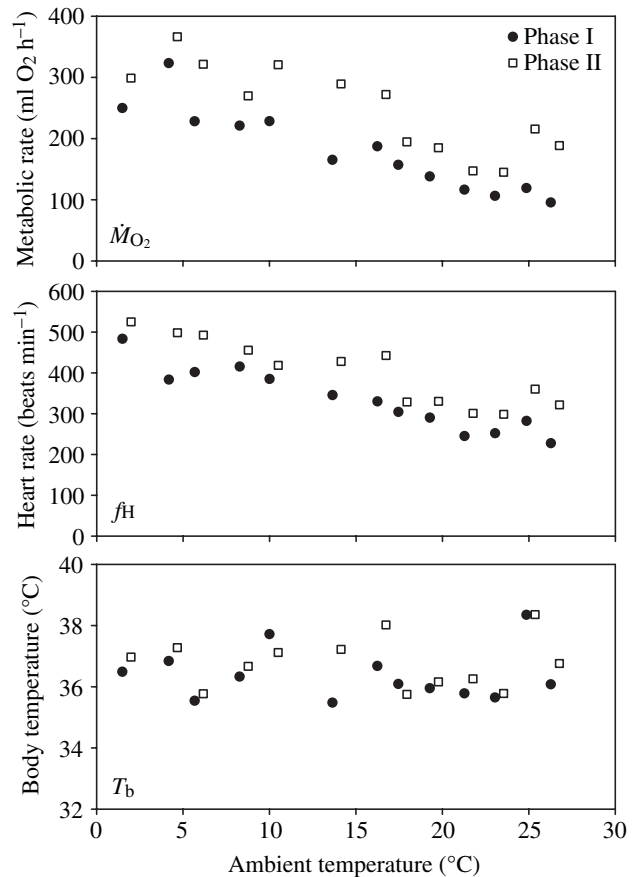 400
300
200
100
0
Metabolic rate (ml O₂ h⁻¹)
Phase I
Phase II
ṀO₂
600
500
400
300
200
100
0
Heart rate (beats min⁻¹)
fH
40
38
36
34
32
Body temperature (°C)
Tb
0 5 10 15 20 25 30
Ambient temperature (°C)